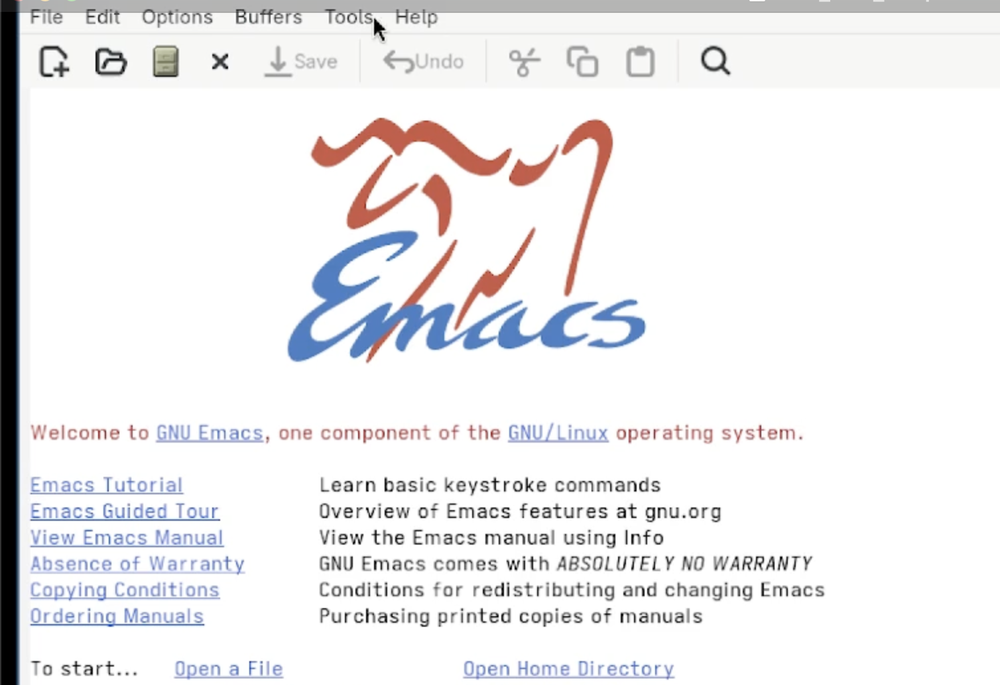 File Edit Options Buffers Tools Help
Save Undo
Emacs
Welcome to GNU Emacs, one component of the GNU/Linux operating system.
Emacs Tutorial Learn basic keystroke commands
Emacs Guided Tour Overview of Emacs features at gnu.org
View Emacs Manual View the Emacs manual using Info
Absence of Warranty GNU Emacs comes with ABSOLUTELY NO WARRANTY
Copying Conditions Conditions for redistributing and changing Emacs
Ordering Manuals Purchasing printed copies of manuals
To start... Open a File Open Home Directory